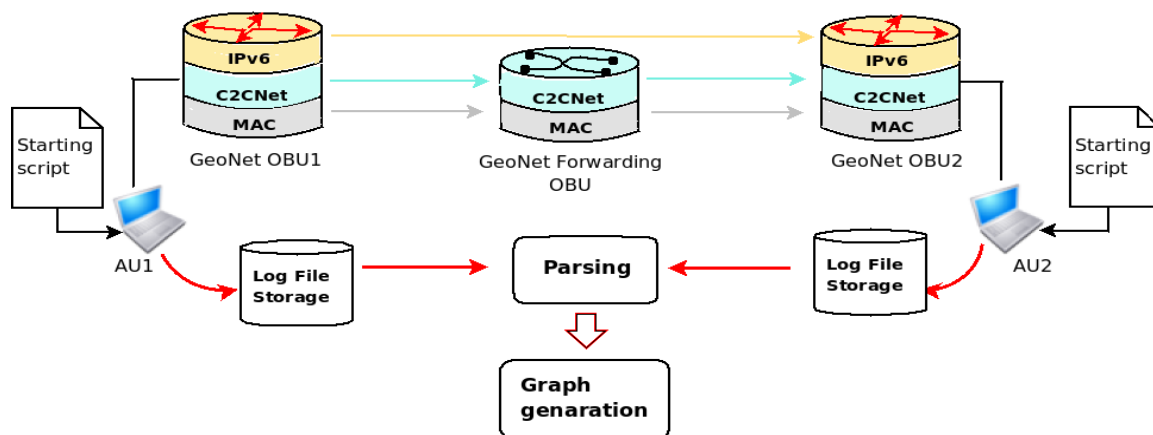 IPv6
C2CNet
MAC
GeoNet OBU1
C2CNet
MAC
GeoNet Forwarding
OBU
IPv6
C2CNet
MAC
GeoNet OBU2
Starting
script
Starting
script
AU1
Log File
Storage
Parsing
Log File
Storage
AU2
Graph
genaration